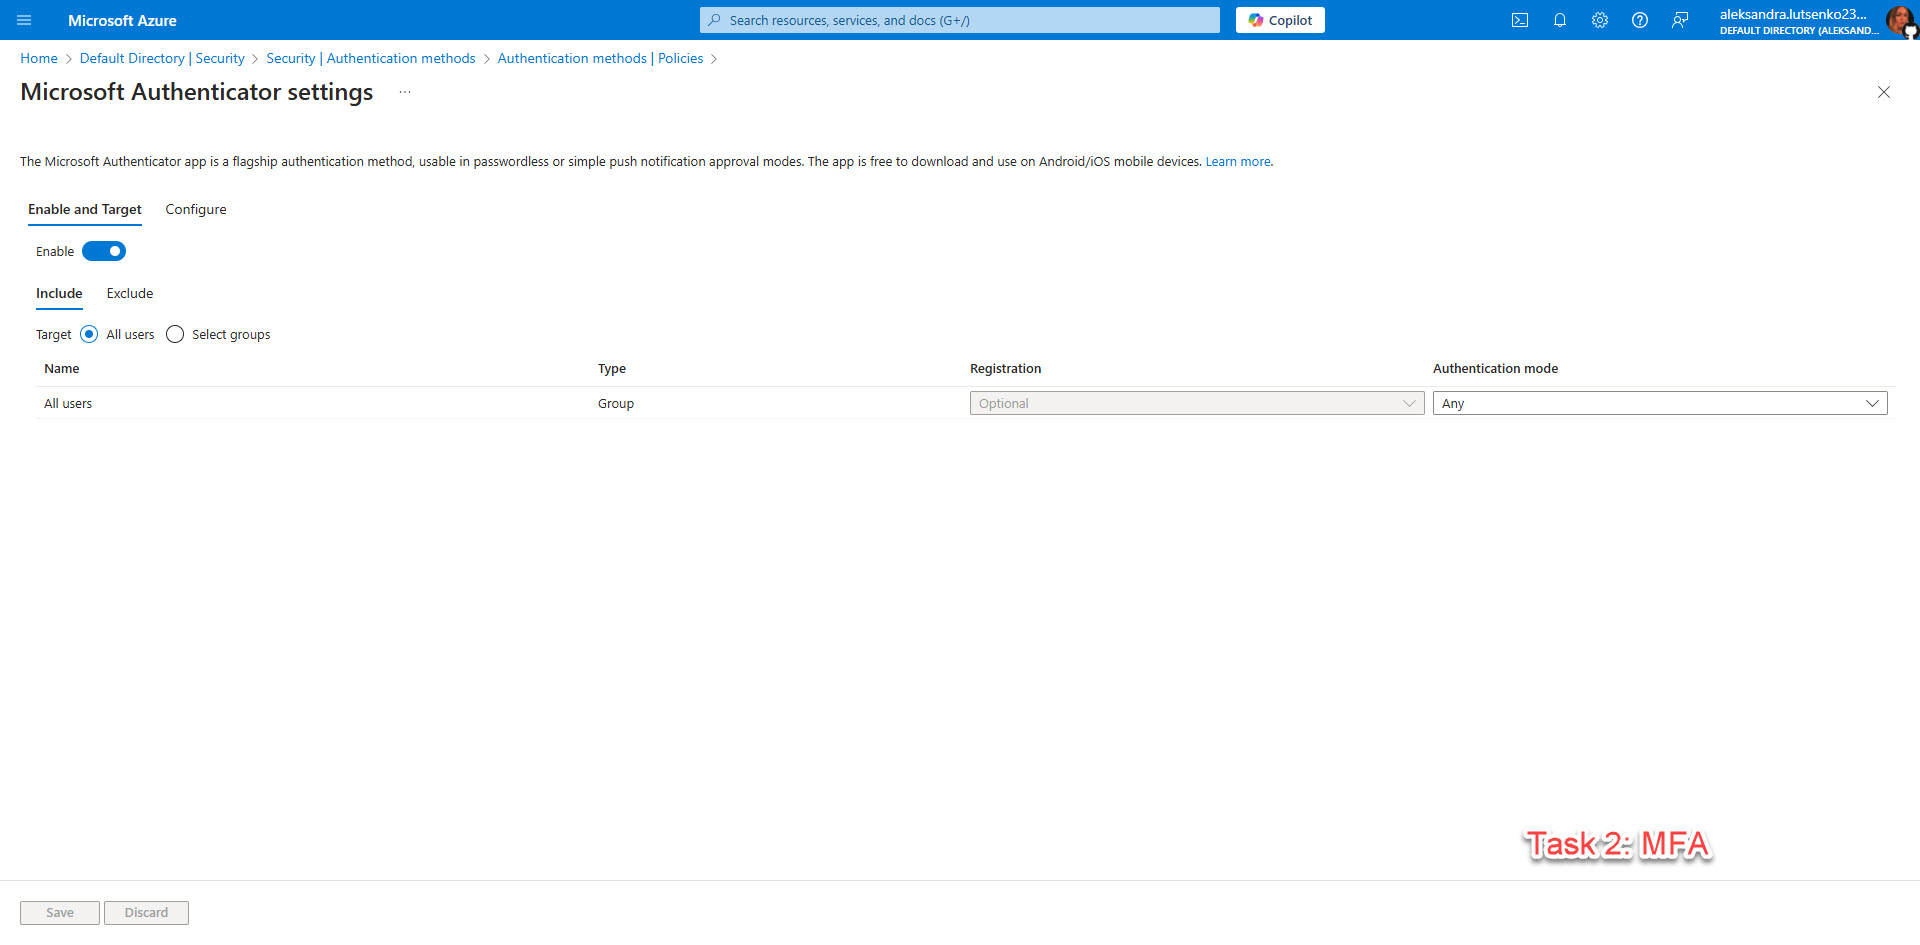 Microsoft Azure
Search resources, services, and docs (G+/)
Copilot
aleksandra.lutsenko23...
DEFAULT DIRECTORY (ALEKSAND...
Home > Default Directory | Security > Security | Authentication methods > Authentication methods | Policies >
Microsoft Authenticator settings ...
The Microsoft Authenticator app is a flagship authentication method, usable in passwordless or simple push notification approval modes. The app is free to download and use on Android/iOS mobile devices. Learn more.
Enable and Target Configure
Enable
Include Exclude
Target All users Select groups
Name Type Registration Authentication mode
All users Group Optional Any
Task 2: MFA
Save Discard